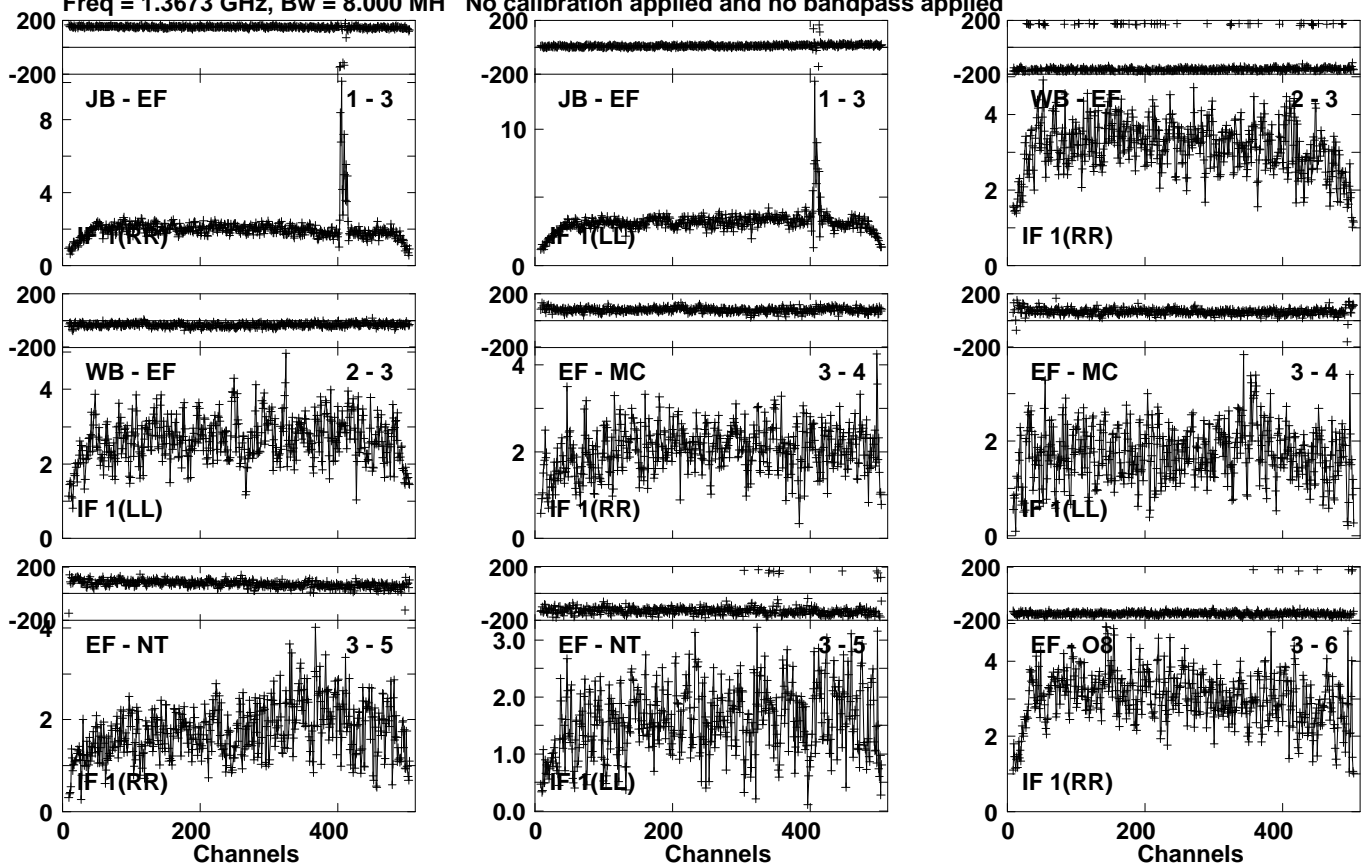 Freq = 1.3673 GHz, Bw = 8.000 MH No calibration applied and no bandpass applied
200
-200
JB - EF 1 - 3
8
4
0
IF 1(RR)
200
-200
JB - EF 1 - 3
10
0
IF 1(LL)
200
-200
WB - EF 2 - 3
4
2
0
IF 1(RR)
200
-200
WB - EF 2 - 3
4
2
0
IF 1(LL)
200
-200
EF - MC 3 - 4
4
2
0
IF 1(RR)
200
-200
EF - MC 3 - 4
2
0
IF 1(LL)
200
-200
EF - NT 3 - 5
4
2
0
IF 1(RR)
0 200 400
Channels
200
-200
EF - NT 3 - 5
3.0
2.0
1.0
0.0
IF 1(LL)
0 200 400
Channels
200
-200
EF - O8 3 - 6
4
2
0
IF 1(RR)
0 200 400
Channels